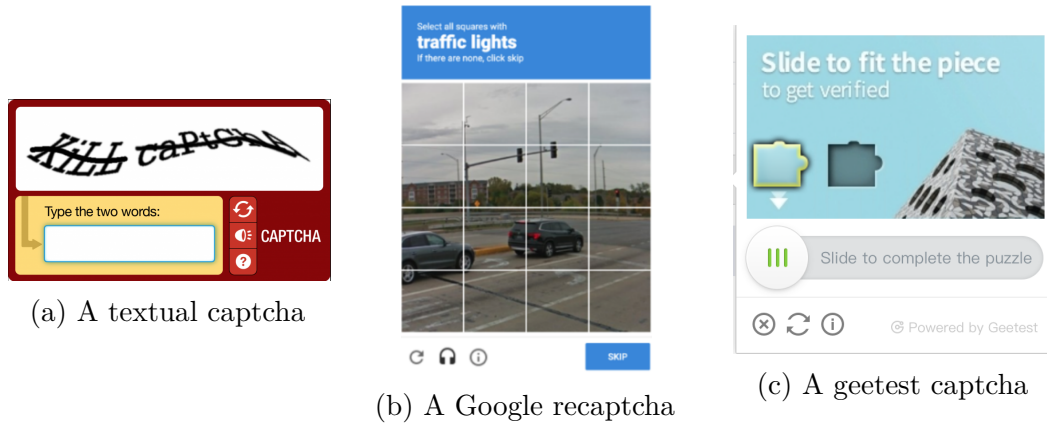 KiLL caPtChA
Type the two words:
CAPTCHA
(a) A textual captcha
Select all squares with
traffic lights
If there are none, click skip
SKIP
(b) A Google recaptcha
Slide to fit the piece
to get verified
Slide to complete the puzzle
Powered by Geetest
(c) A geetest captcha